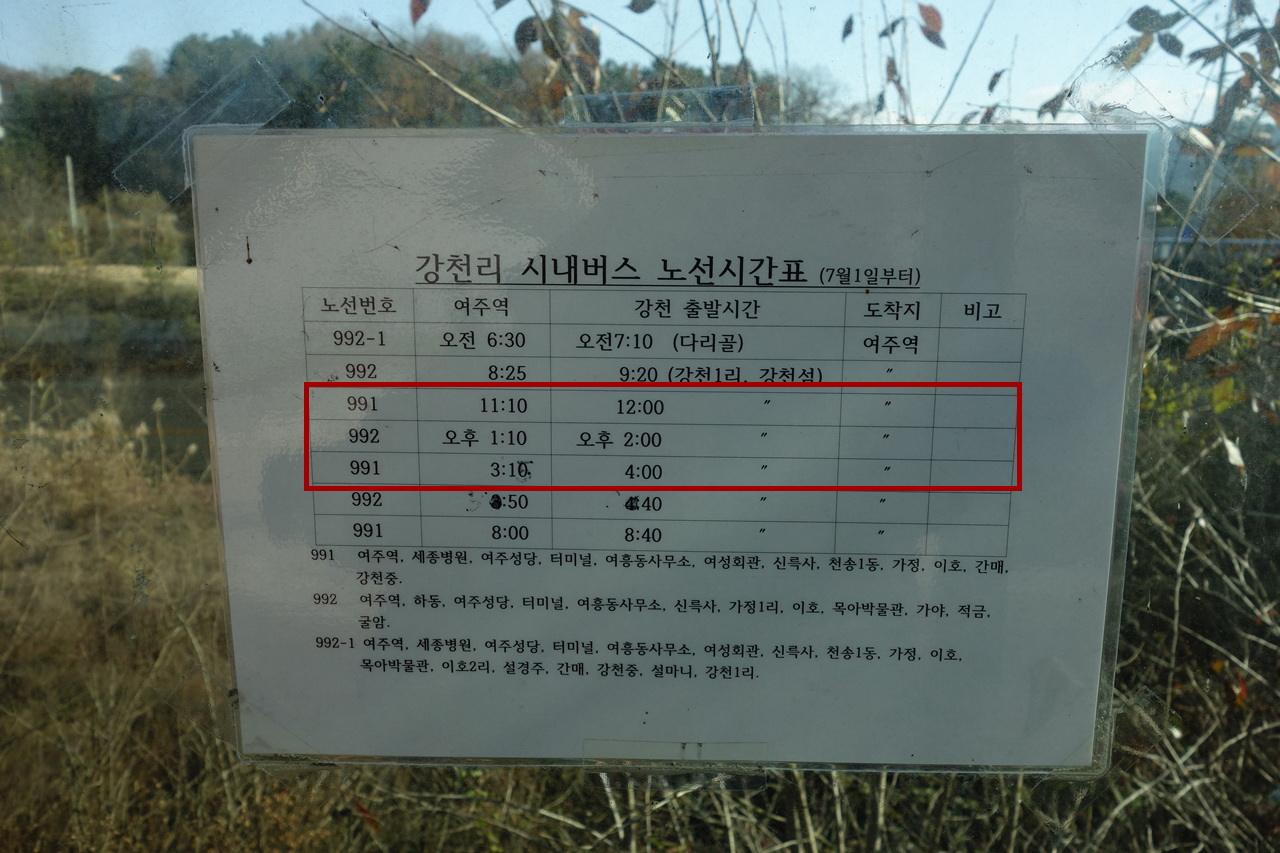 강천리 시내버스 노선시간표 (7월1일부터)
노선번호 여주역 강천 출발시간 도착지 비고
992-1 오전 6:30 오전7:10 (다리골) 여주역
992 8:25 9:20 (강천1리, 강천섬) 〃
991 11:10 12:00 〃 〃
992 오후 1:10 오후 2:00 〃 〃
991 3:10 4:00 〃 〃
992 :50 :40 〃 〃
991 8:00 8:40 〃 〃
991 여주역, 세종병원, 여주성당, 터미널, 여흥동사무소, 여성회관, 신륵사, 천송1동, 가정, 이호, 간매,
강천중.
992 여주역, 하동, 여주성당, 터미널, 여흥동사무소, 신륵사, 가정1리, 이호, 목아박물관, 가야, 적금,
굴암.
992-1 여주역, 세종병원, 여주성당, 터미널, 여흥동사무소, 여성회관, 신륵사, 천송1동, 가정, 이호,
목아박물관, 이호2리, 설경주, 간매, 강천중, 설마니, 강천1리.